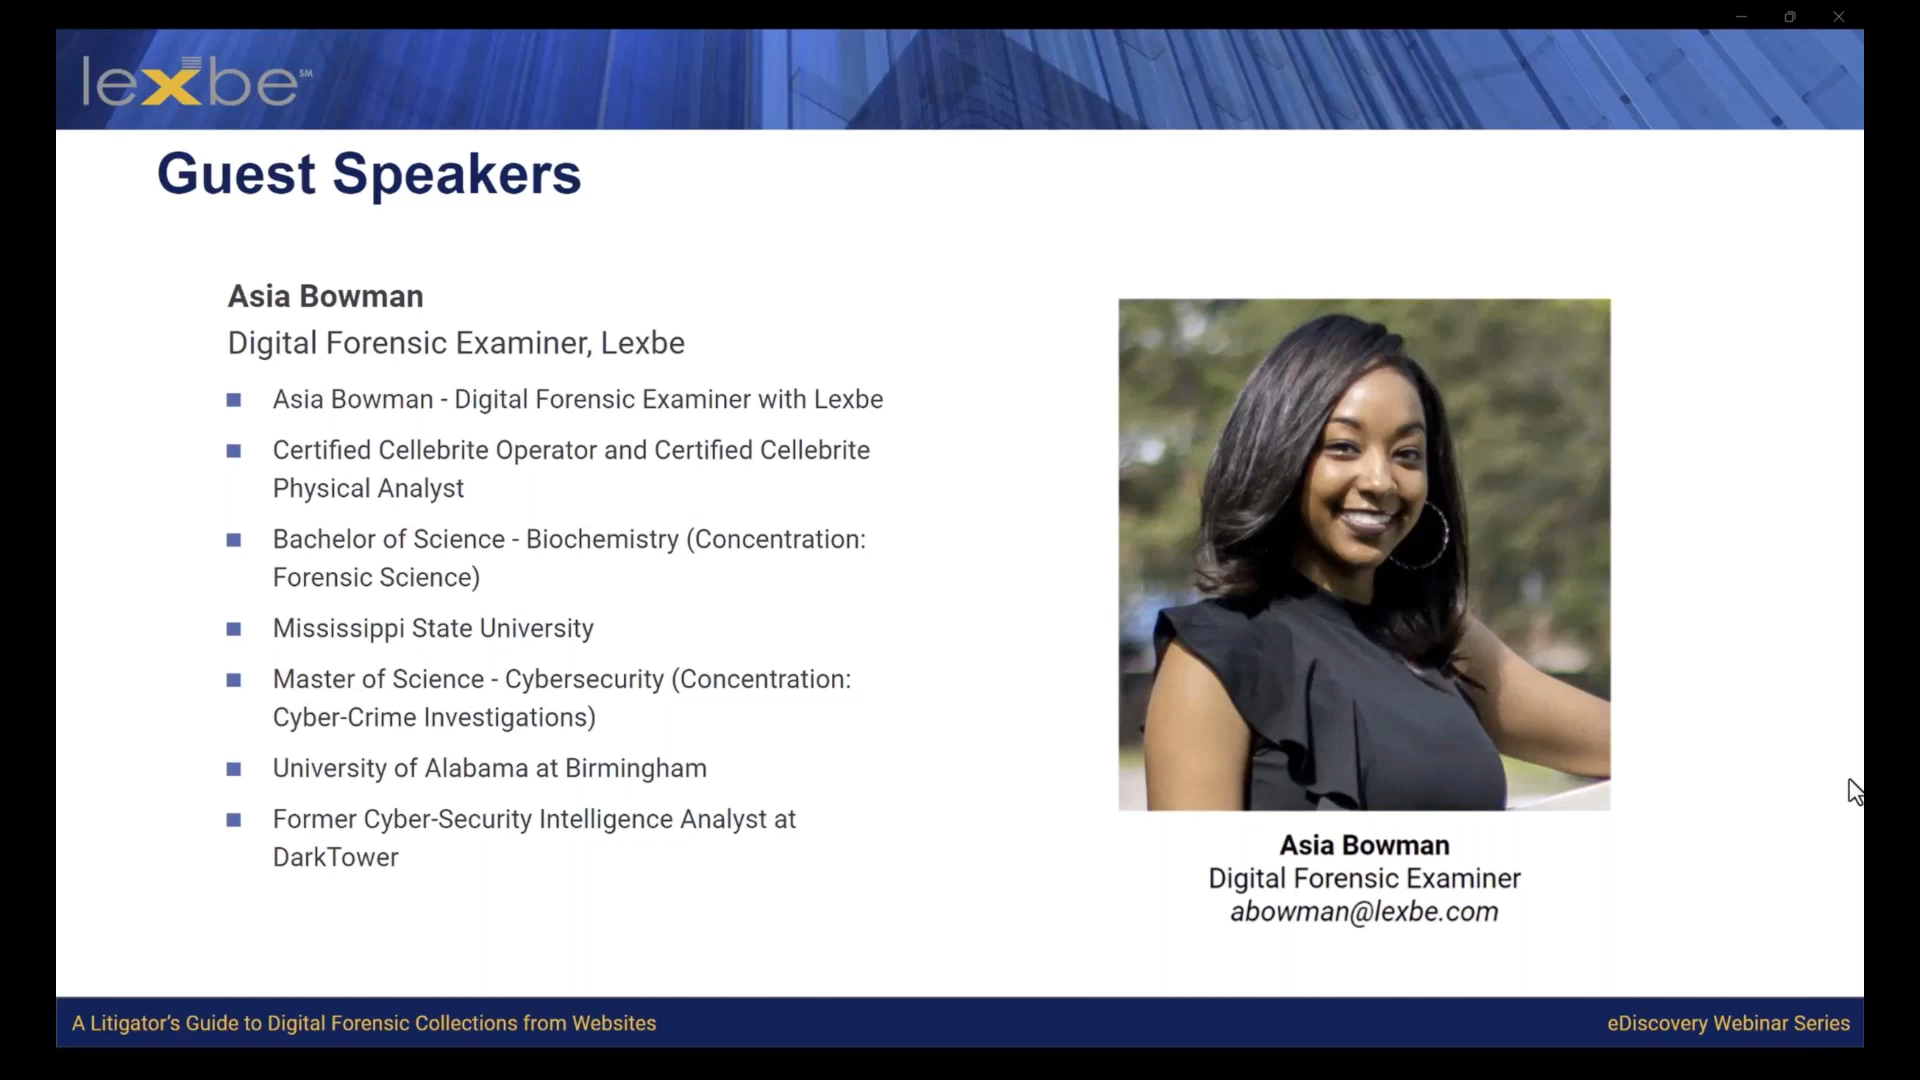 lexbe SM
Guest Speakers
Asia Bowman
Digital Forensic Examiner, Lexbe
Asia Bowman - Digital Forensic Examiner with Lexbe
Certified Cellebrite Operator and Certified Cellebrite
Physical Analyst
Bachelor of Science - Biochemistry (Concentration:
Forensic Science)
Mississippi State University
Master of Science - Cybersecurity (Concentration:
Cyber-Crime Investigations)
University of Alabama at Birmingham
Former Cyber-Security Intelligence Analyst at
DarkTower
Asia Bowman
Digital Forensic Examiner
abowman@lexbe.com
A Litigator’s Guide to Digital Forensic Collections from Websites
eDiscovery Webinar Series